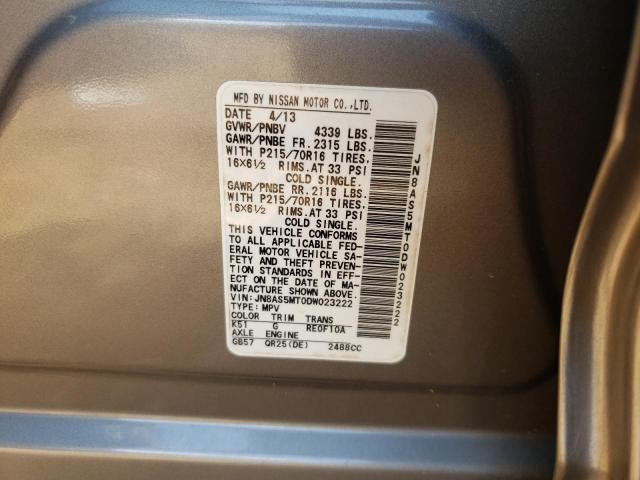 MFD BY NISSAN MOTOR CO.,LTD.
DATE 4/13
GVWR/PNBV 4339 LBS.
GAWR/PNBE FR. 2315 LBS.
WITH P215/70R16 TIRES,
16X6½ RIMS. AT 33 PSI
COLD SINGLE.
GAWR/PNBE RR. 2116 LBS.
WITH P215/70R16 TIRES,
16X6½ RIMS. AT 33 PSI
COLD SINGLE.
THIS VEHICLE CONFORMS
TO ALL APPLICABLE FED-
ERAL MOTOR VEHICLE SA-
FETY AND THEFT PREVEN-
TION STANDARDS IN EFF-
ECT ON THE DATE OF MA-
NUFACTURE SHOWN ABOVE.
VIN: JN8AS5MT0DW023222
TYPE: MPV
COLOR TRIM TRANS
K51 G RE0F10A
AXLE ENGINE
GB57 QR25(DE) 2488CC
JN8AS5MT0DW023222